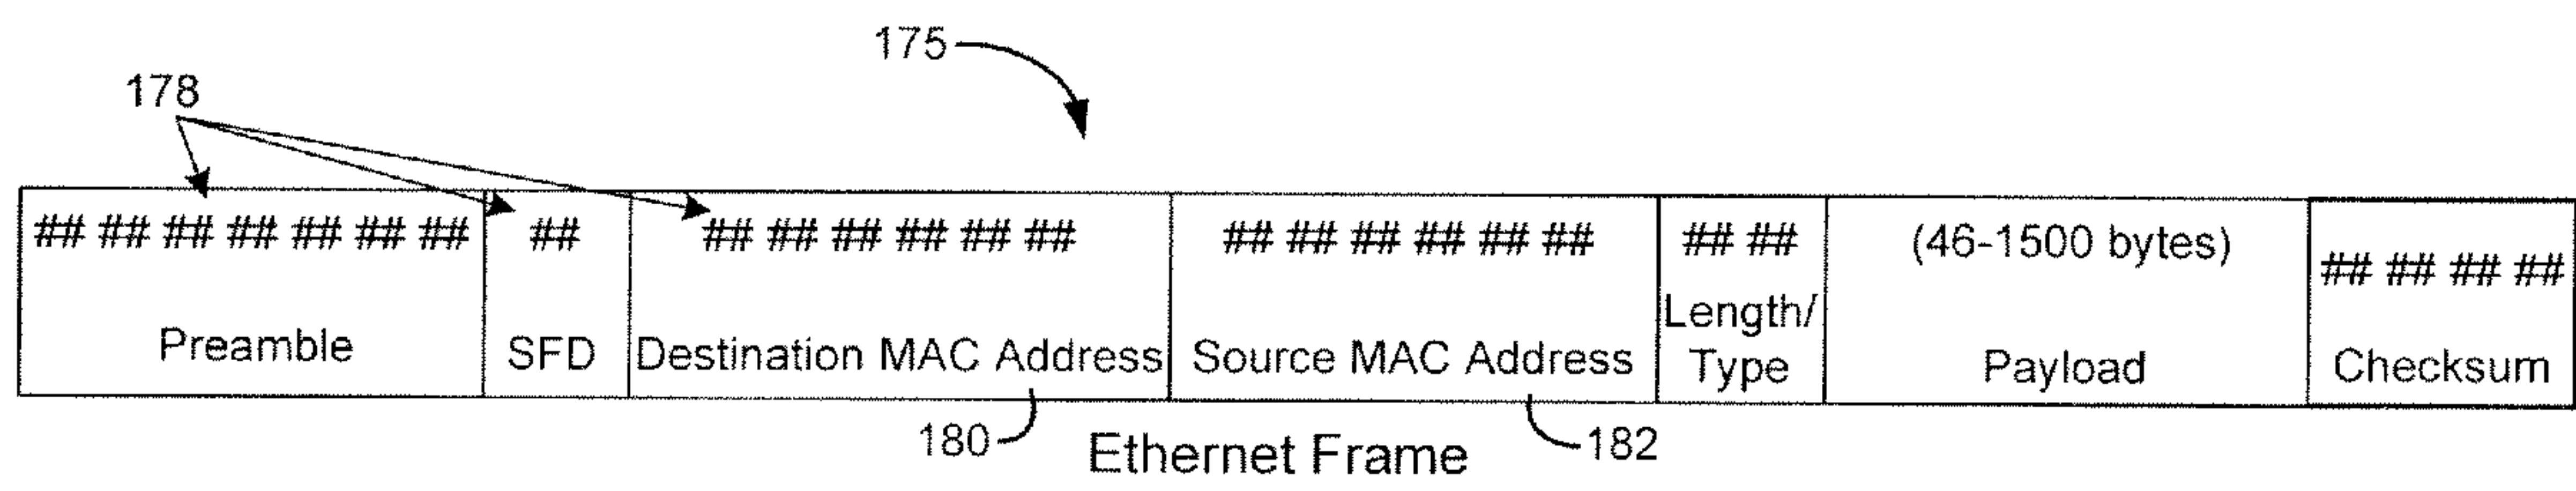 175
178
## ## ## ## ## ## ##
Preamble
##
SFD
## ## ## ## ## ##
Destination MAC Address
## ## ## ## ## ##
Source MAC Address
## ##
Length/
Type
(46-1500 bytes)
Payload
## ## ## ##
Checksum
180
182
Ethernet Frame